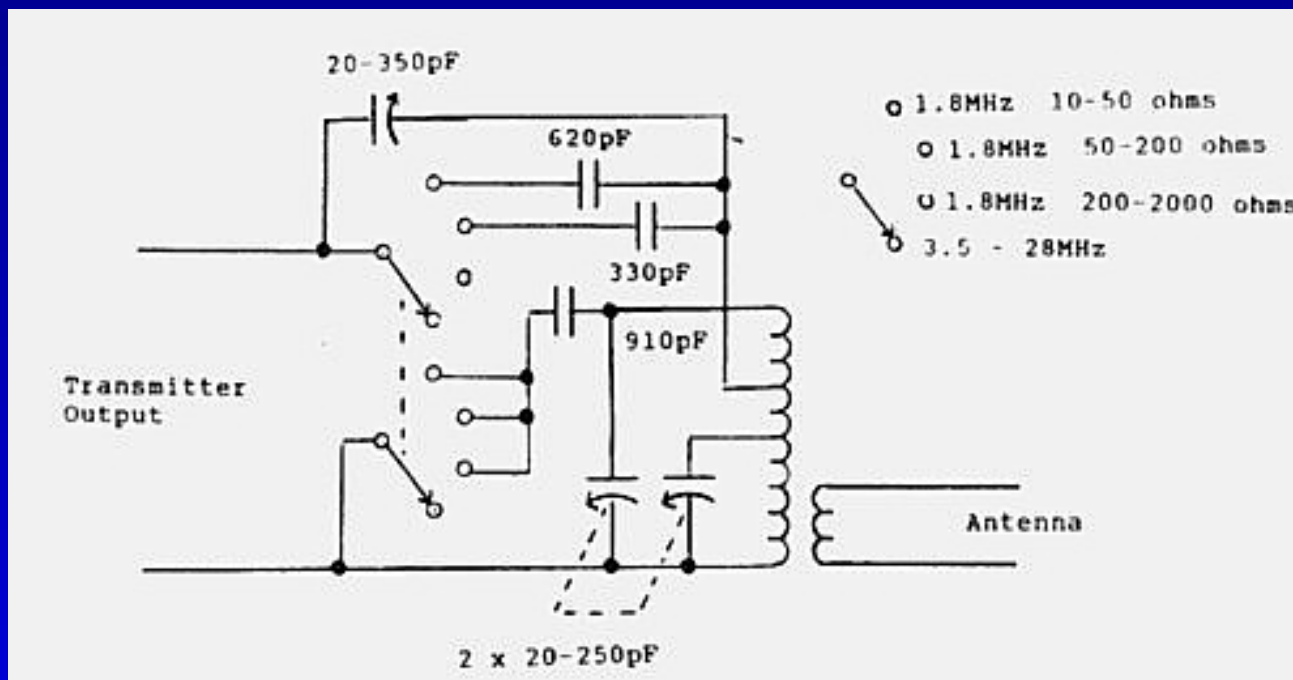 20-350pF
620pF
330pF
910pF
Transmitter
Output
Antenna
2 x 20-250pF
1.8MHz 10-50 ohms
1.8MHz 50-200 ohms
1.8MHz 200-2000 ohms
3.5 - 28MHz